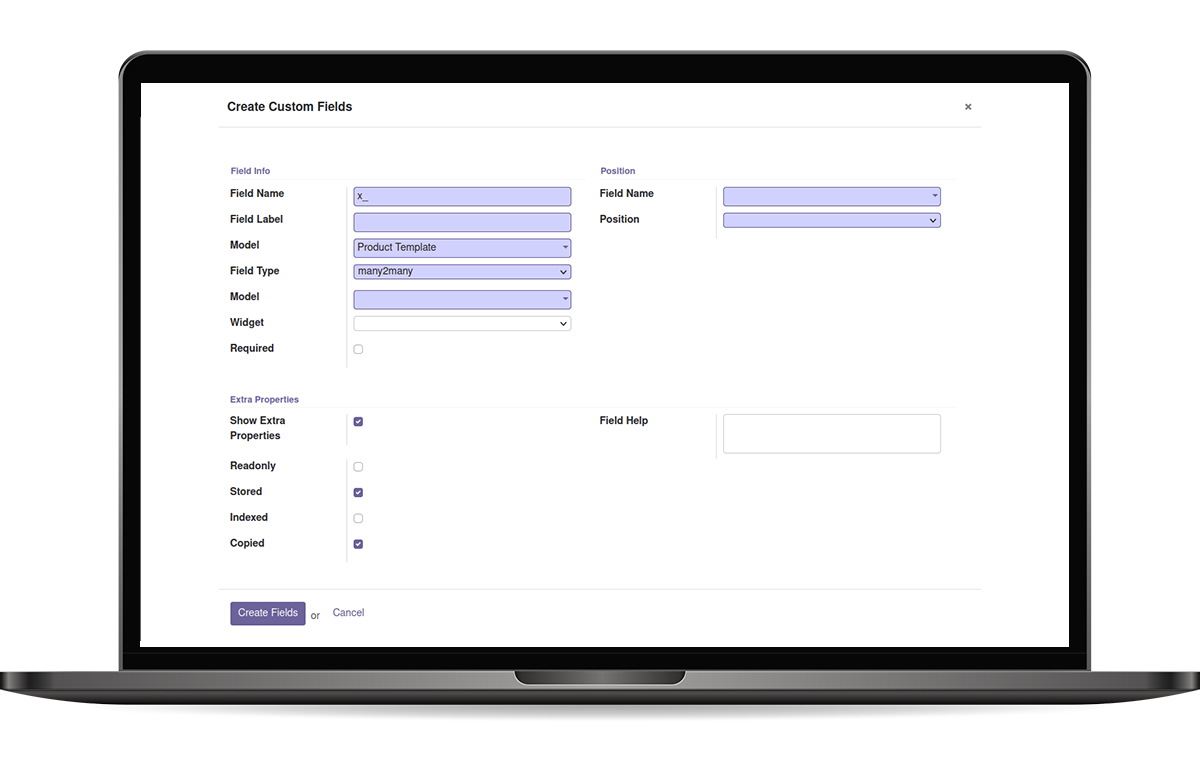 Create Custom Fields
×
Field Info
Field Name
x_
Field Label
Model
Product Template
Field Type
many2many
Model
Widget
Required
Position
Field Name
Position
Extra Properties
Show Extra
Properties
Readonly
Stored
Indexed
Copied
Field Help
Create Fields or Cancel